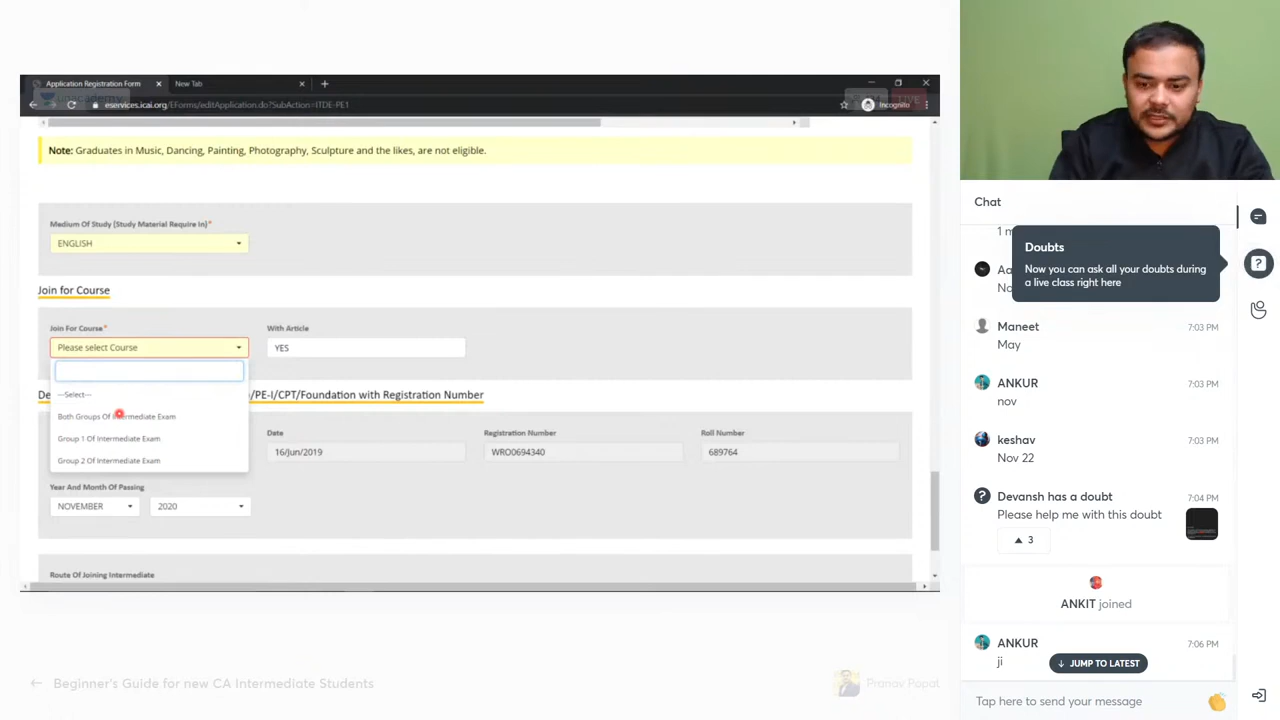 Application Registration Form
New Tab
eservices.icai.org/EForms/editApplication.do?SubAction=ITDE-PE1
Incognito
Note: Graduates in Music, Dancing, Painting, Photography, Sculpture and the likes, are not eligible.
Medium Of Study (Study Material Require In)*
ENGLISH
Join for Course
Join For Course*
With Article
Please select Course
YES
---Select---
Both Groups Of Intermediate Exam
Group 1 Of Intermediate Exam
Group 2 Of Intermediate Exam
/PE-I/CPT/Foundation with Registration Number
Date
Registration Number
Roll Number
16/Jun/2019
WRO0694340
689764
Year And Month Of Passing
NOVEMBER
2020
Route Of Joining Intermediate
Beginner's Guide for new CA Intermediate Students
Pranav Popat
Chat
Doubts
Now you can ask all your doubts during
a live class right here
Maneet
7:03 PM
May
ANKUR
7:03 PM
nov
keshav
7:03 PM
Nov 22
Devansh has a doubt
7:04 PM
Please help me with this doubt
3
ANKIT joined
ANKUR
7:06 PM
ji
JUMP TO LATEST
Tap here to send your message